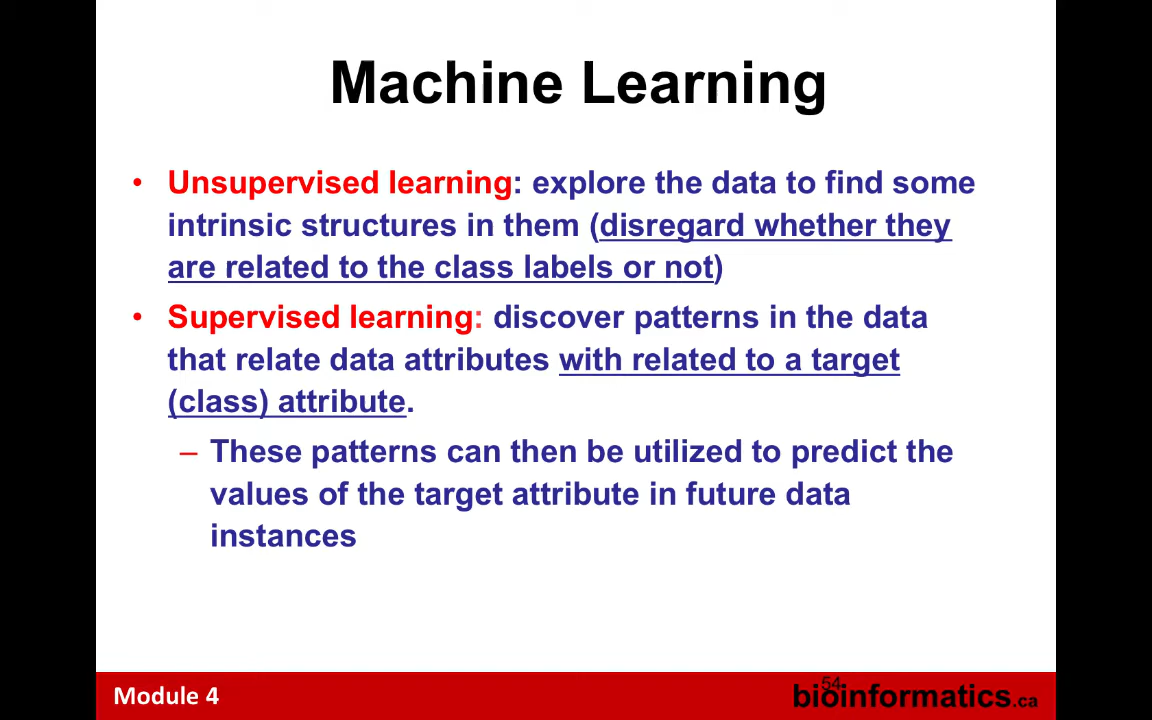 Machine Learning
• Unsupervised learning: explore the data to find some
intrinsic structures in them (disregard whether they
are related to the class labels or not)
• Supervised learning: discover patterns in the data
that relate data attributes with related to a target
(class) attribute.
– These patterns can then be utilized to predict the
values of the target attribute in future data
instances
Module 4
54
bioinformatics.ca